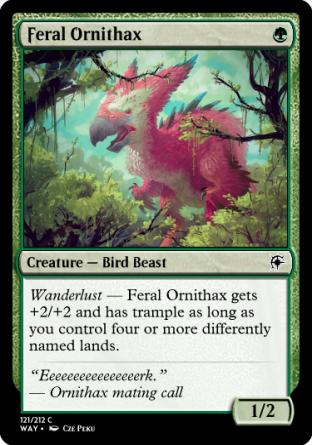 Feral Ornithax
Creature — Bird Beast
Wanderlust — Feral Ornithax gets
+2/+2 and has trample as long as
you control four or more differently
named lands.
“Eeeeeeeeeeeeeeerk.”
— Ornithax mating call
1/2
121/212 C
WAY • Cze Peku